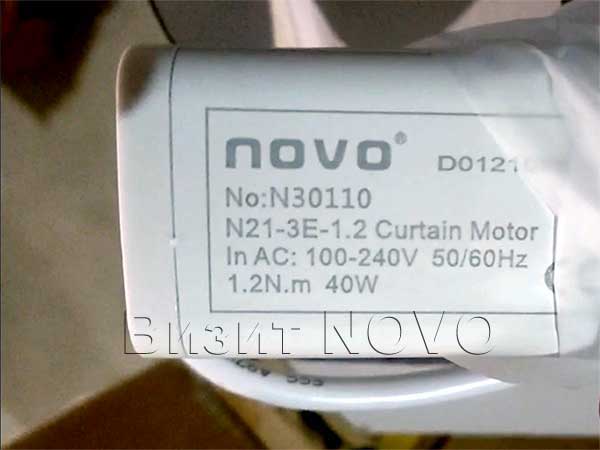 novo®
No:N30110
N21-3E-1.2 Curtain Motor
In AC: 100-240V 50/60Hz
1.2N.m 40W
Визит NOVO
CCC